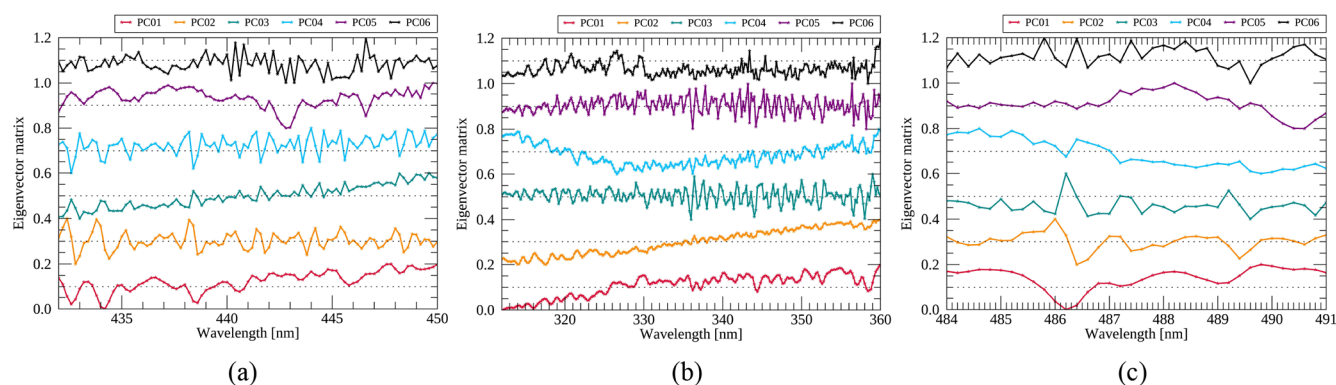 PC01 PC02 PC03 PC04 PC05 PC06
1.2
1.0
0.8
0.6
0.4
0.2
0.0
Eigenvector matrix
435 440 445 450
Wavelength [nm]
(a)
PC01 PC02 PC03 PC04 PC05 PC06
1.2
1.0
0.8
0.6
0.4
0.2
0.0
Eigenvector matrix
320 330 340 350 360
Wavelength [nm]
(b)
PC01 PC02 PC03 PC04 PC05 PC06
1.2
1.0
0.8
0.6
0.4
0.2
0.0
Eigenvector matrix
484 485 486 487 488 489 490 491
Wavelength [nm]
(c)